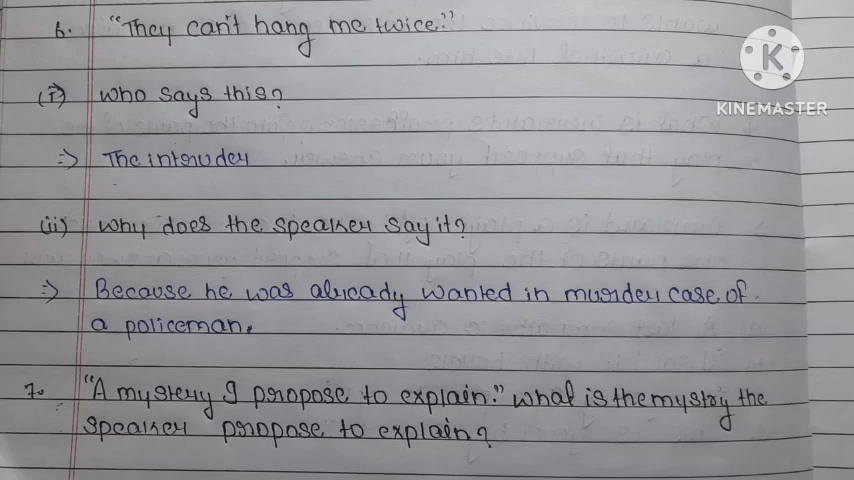 6. "They can't hang me twice."
(i) who says this?
⇒ The intruder
(ii) why does the speaker say it?
⇒ Because he was already wanted in murder case of
a policeman.
7. "A mystery I propose to explain." what is the mystry the
speaker propose to explain?
K
KINEMASTER